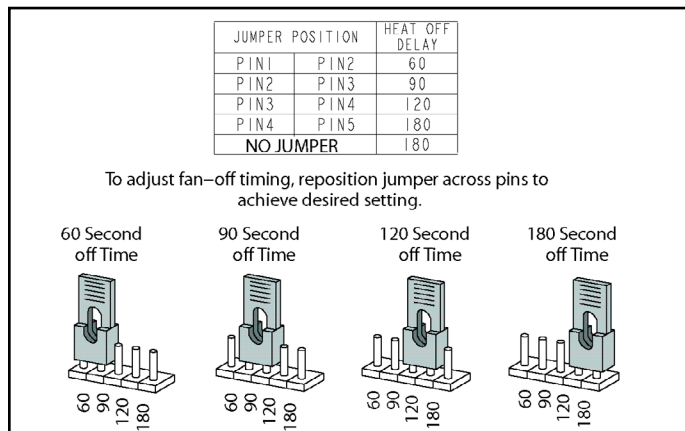 JUMPER POSITION HEAT OFF DELAY
PIN1 PIN2 60
PIN2 PIN3 90
PIN3 PIN4 120
PIN4 PIN5 180
NO JUMPER 180
To adjust fan–off timing, reposition jumper across pins to
achieve desired setting.
60 Second off Time
90 Second off Time
120 Second off Time
180 Second off Time
60 90 120 180
60 90 120 180
60 90 120 180
60 90 120 180